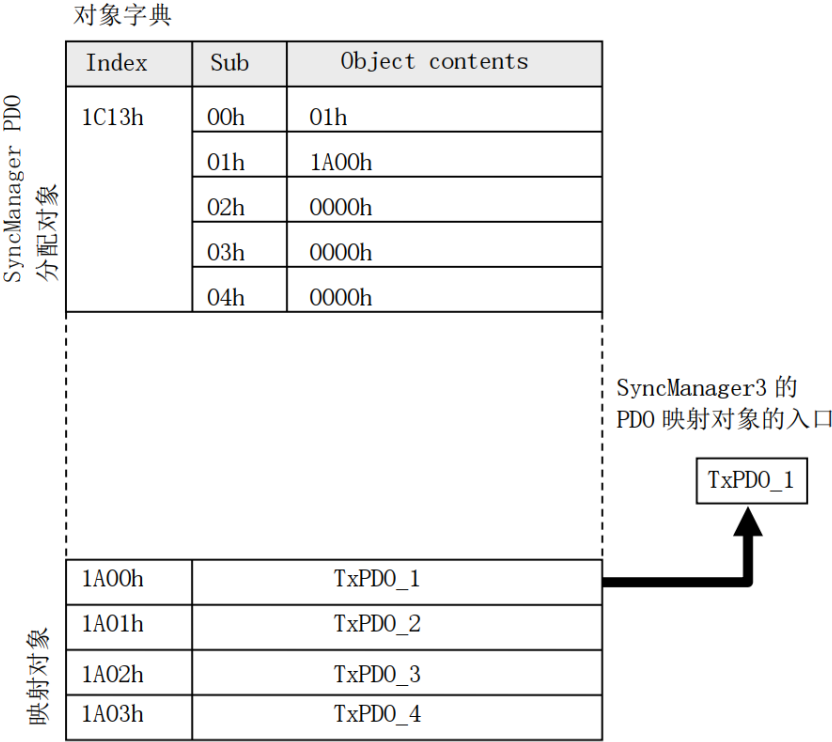 对象字典
Index Sub Object contents
1C13h 00h 01h
01h 1A00h
02h 0000h
03h 0000h
04h 0000h
SyncManager PDO
分配对象
SyncManager3 的
PDO 映射对象的入口
TxPDO_1
1A00h TxPDO_1
1A01h TxPDO_2
1A02h TxPDO_3
1A03h TxPDO_4
映射对象